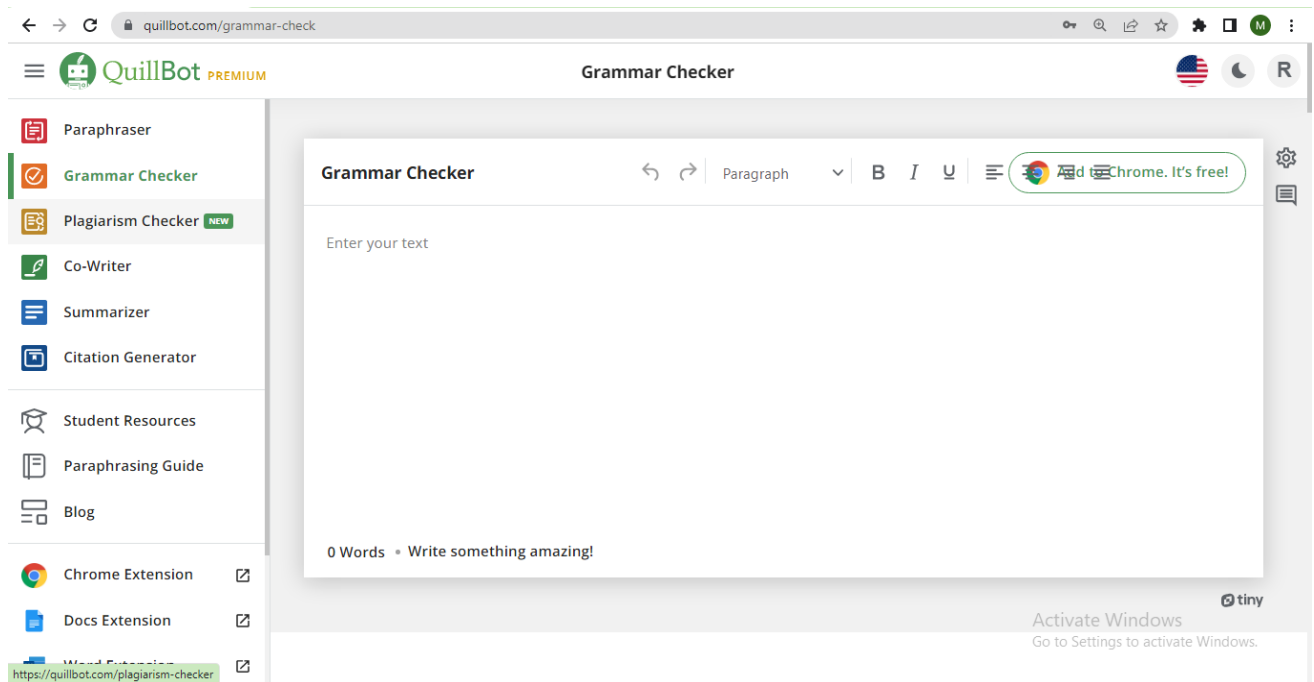 quillbot.com/grammar-check
M
QuillBot PREMIUM
Grammar Checker
R
Paraphraser
Grammar Checker
Plagiarism Checker NEW
Co-Writer
Summarizer
Citation Generator
Student Resources
Paraphrasing Guide
Blog
Chrome Extension
Docs Extension
Word Extension
https://quillbot.com/plagiarism-checker
Grammar Checker
Paragraph
B I U
Add to Chrome. It's free!
Enter your text
0 Words • Write something amazing!
tiny
Activate Windows
Go to Settings to activate Windows.